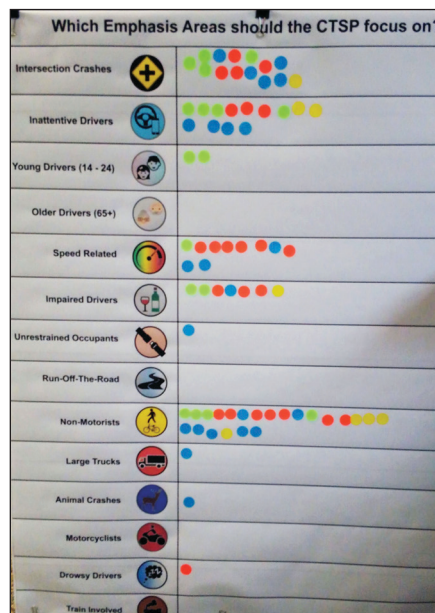 Which Emphasis Areas should the CTSP focus on?
Intersection Crashes
Inattentive Drivers
Young Drivers (14 - 24)
Older Drivers (65+)
Speed Related
Impaired Drivers
Unrestrained Occupants
Run-Off-The-Road
Non-Motorists
Large Trucks
Animal Crashes
Motorcyclists
Drowsy Drivers
Train Involved